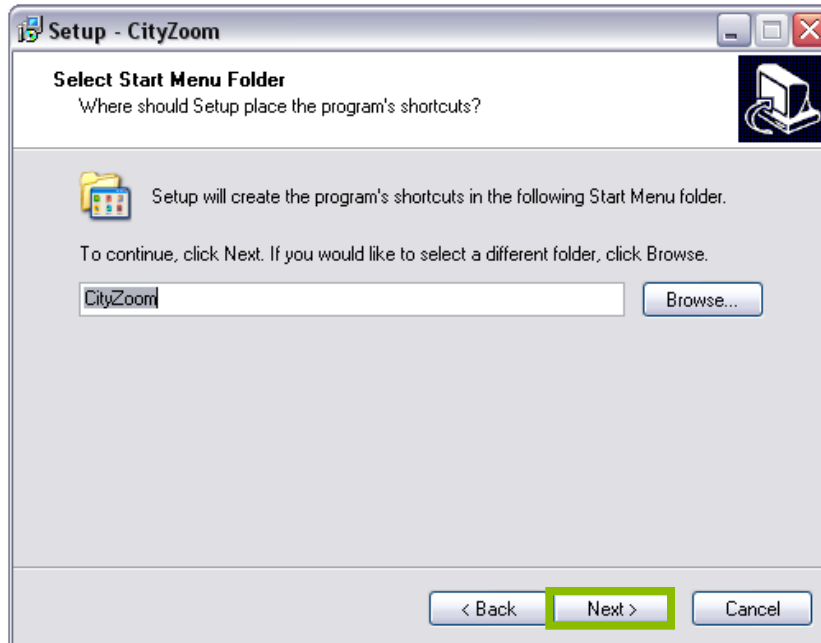 Setup - CityZoom
Select Start Menu Folder
Where should Setup place the program's shortcuts?
Setup will create the program's shortcuts in the following Start Menu folder.
To continue, click Next. If you would like to select a different folder, click Browse.
CityZoom
Browse...
< Back
Next >
Cancel